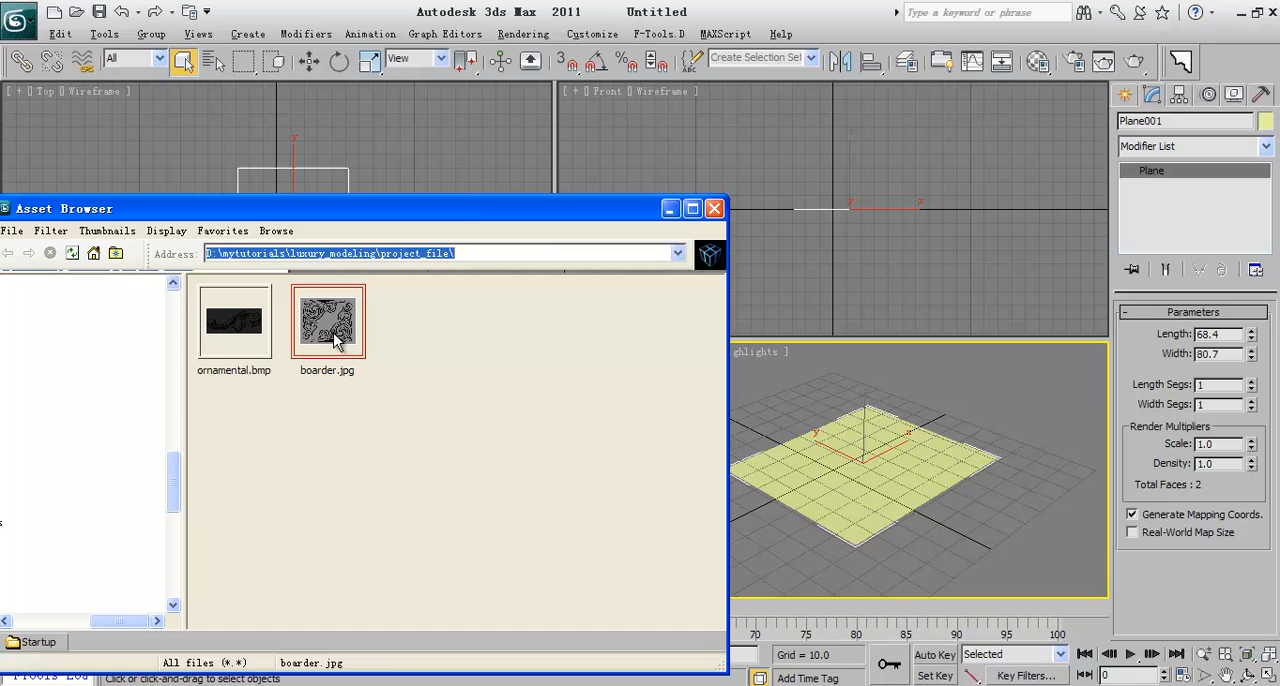 Autodesk 3ds Max 2011 Untitled
Type a keyword or phrase
Edit Tools Group Views Create Modifiers Animation Graph Editors Rendering Customize F-Tools.D MAXScript Help
All View Create Selection Set
[ + [] Top [] Wireframe ]
[ + [] Front [] Wireframe ]
Plane001
Modifier List
Plane
y
y x
Asset Browser
File Filter Thumbnails Display Favorites Browse
Address: D:\mytutorials\luxury_modeling\project_file\
ornamental.bmp
boarder.jpg
ghlights ]
y x
Parameters
Length: 68.4
Width: 80.7
Length Segs: 1
Width Segs: 1
Render Multipliers
Scale: 1.0
Density: 1.0
Total Faces : 2
Generate Mapping Coords.
Real-World Map Size
s
Startup
All files (*.*) boarder.jpg
70 75 80 85 90 95 100
Grid = 10.0
Auto Key Selected
Add Time Tag
Set Key Key Filters... 0
Click or click-and-drag to select objects